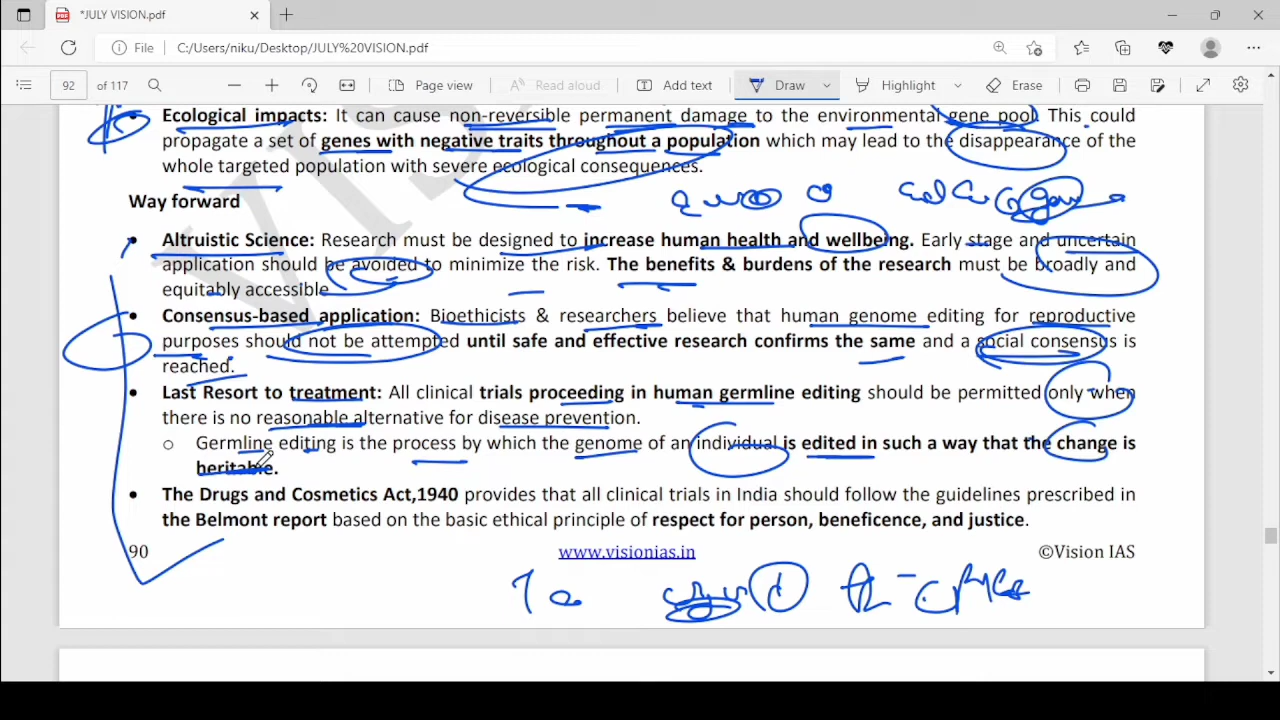 *JULY VISION.pdf
File C:/Users/niku/Desktop/JULY%20VISION.pdf
92 of 117 Page view Read aloud Add text Draw Highlight Erase
Ecological impacts: It can cause non-reversible permanent damage to the environmental gene pool. This could
propagate a set of genes with negative traits throughout a population which may lead to the disappearance of the
whole targeted population with severe ecological consequences.
Way forward
• Altruistic Science: Research must be designed to increase human health and wellbeing. Early stage and uncertain
application should be avoided to minimize the risk. The benefits & burdens of the research must be broadly and
equitably accessible
• Consensus-based application: Bioethicists & researchers believe that human genome editing for reproductive
purposes should not be attempted until safe and effective research confirms the same and a social consensus is
reached.
• Last Resort to treatment: All clinical trials proceeding in human germline editing should be permitted only when
there is no reasonable alternative for disease prevention.
o Germline editing is the process by which the genome of an individual is edited in such a way that the change is
heritable.
• The Drugs and Cosmetics Act,1940 provides that all clinical trials in India should follow the guidelines prescribed in
the Belmont report based on the basic ethical principle of respect for person, beneficence, and justice.
90 www.visionias.in ©Vision IAS